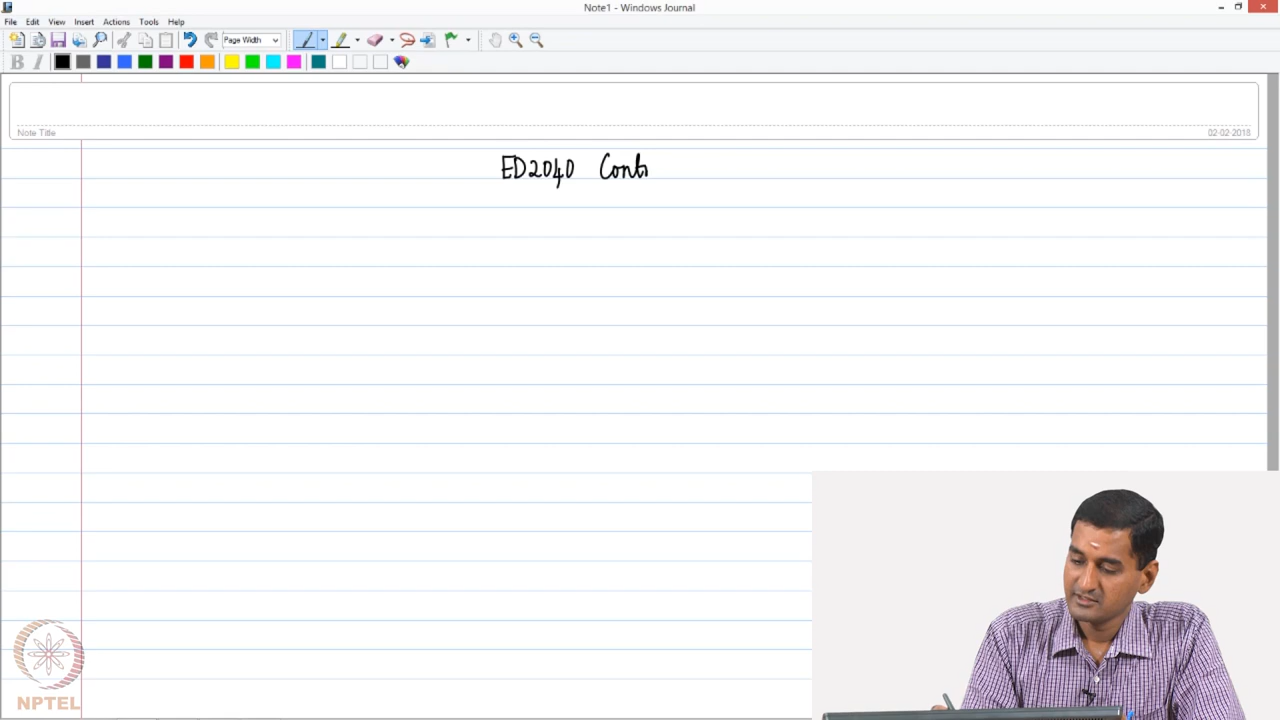 Note1 - Windows Journal
File Edit View Insert Actions Tools Help
Page Width
B I
Note Title
02-02-2018
ED2040 Cont
NPTEL